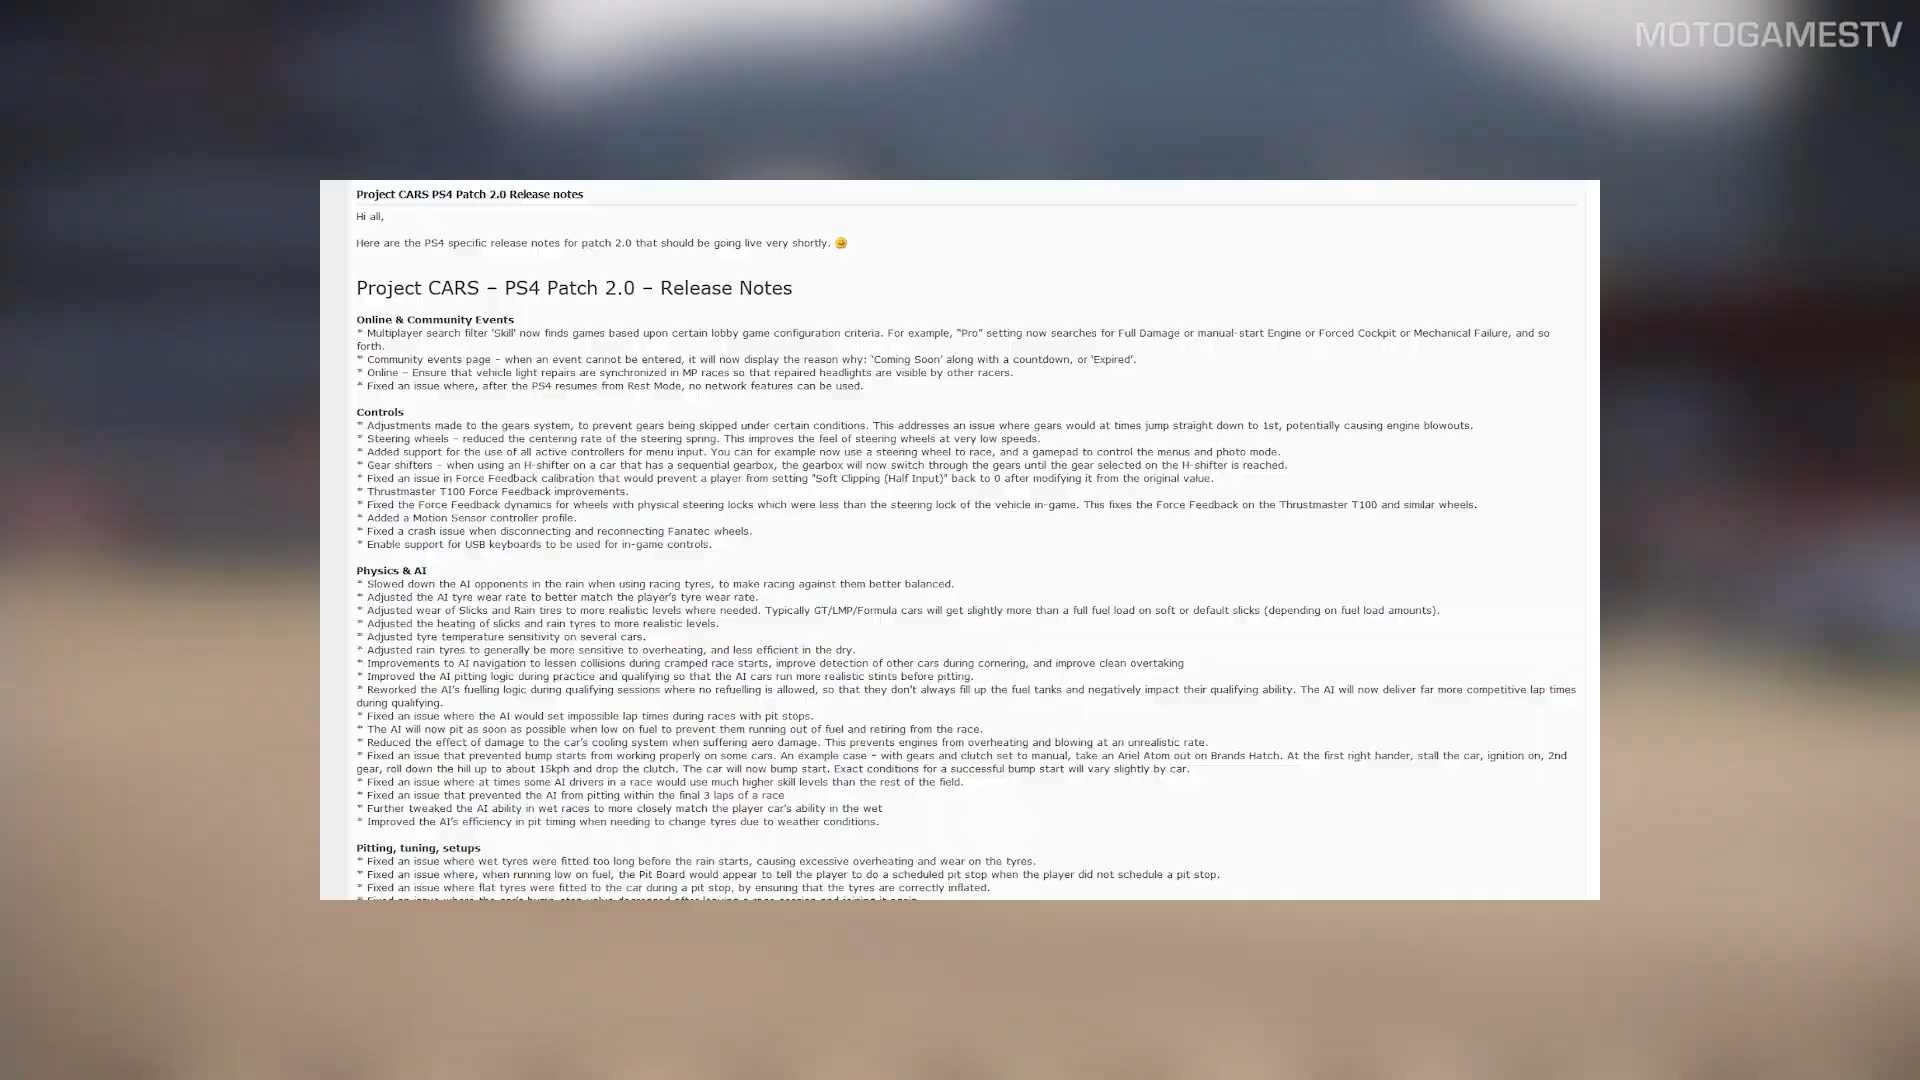 MOTOGAMESTV
Project CARS PS4 Patch 2.0 Release notes
Hi all,
Here are the PS4 specific release notes for patch 2.0 that should be going live very shortly.
Project CARS – PS4 Patch 2.0 – Release Notes
Online & Community Events
* Multiplayer search filter 'Skill' now finds games based upon certain lobby game configuration criteria. For example, “Pro” setting now searches for Full Damage or manual-start Engine or Forced Cockpit or Mechanical Failure, and so
forth.
* Community events page – when an event cannot be entered, it will now display the reason why: ‘Coming Soon’ along with a countdown, or ‘Expired’.
* Online – Ensure that vehicle light repairs are synchronized in MP races so that repaired headlights are visible by other racers.
* Fixed an issue where, after the PS4 resumes from Rest Mode, no network features can be used.
Controls
* Adjustments made to the gears system, to prevent gears being skipped under certain conditions. This addresses an issue where gears would at times jump straight down to 1st, potentially causing engine blowouts.
* Steering wheels – reduced the centering rate of the steering spring. This improves the feel of steering wheels at very low speeds.
* Added support for the use of all active controllers for menu input. You can for example now use a steering wheel to race, and a gamepad to control the menus and photo mode.
* Gear shifters – when using an H-shifter on a car that has a sequential gearbox, the gearbox will now switch through the gears until the gear selected on the H-shifter is reached.
* Fixed an issue in Force Feedback calibration that would prevent a player from setting "Soft Clipping (Half Input)" back to 0 after modifying it from the original value.
* Thrustmaster T100 Force Feedback improvements.
* Fixed the Force Feedback dynamics for wheels with physical steering locks which were less than the steering lock of the vehicle in-game. This fixes the Force Feedback on the Thrustmaster T100 and similar wheels.
* Added a Motion Sensor controller profile.
* Fixed a crash issue when disconnecting and reconnecting Fanatec wheels.
* Enable support for USB keyboards to be used for in-game controls.
Physics & AI
* Slowed down the AI opponents in the rain when using racing tyres, to make racing against them better balanced.
* Adjusted the AI tyre wear rate to better match the player’s tyre wear rate.
* Adjusted wear of Slicks and Rain tires to more realistic levels where needed. Typically GT/LMP/Formula cars will get slightly more than a full fuel load on soft or default slicks (depending on fuel load amounts).
* Adjusted the heating of slicks and rain tyres to more realistic levels.
* Adjusted tyre temperature sensitivity on several cars.
* Adjusted rain tyres to generally be more sensitive to overheating, and less efficient in the dry.
* Improvements to AI navigation to lessen collisions during cramped race starts, improve detection of other cars during cornering, and improve clean overtaking
* Improved the AI pitting logic during practice and qualifying so that the AI cars run more realistic stints before pitting.
* Reworked the AI’s fuelling logic during qualifying sessions where no refuelling is allowed, so that they don’t always fill up the fuel tanks and negatively impact their qualifying ability. The AI will now deliver far more competitive lap times
during qualifying.
* Fixed an issue where the AI would set impossible lap times during races with pit stops.
* The AI will now pit as soon as possible when low on fuel to prevent them running out of fuel and retiring from the race.
* Reduced the effect of damage to the car’s cooling system when suffering aero damage. This prevents engines from overheating and blowing at an unrealistic rate.
* Fixed an issue that prevented bump starts from working properly on some cars. An example case – with gears and clutch set to manual, take an Ariel Atom out on Brands Hatch. At the first right hander, stall the car, ignition on, 2nd
gear, roll down the hill up to about 15kph and drop the clutch. The car will now bump start. Exact conditions for a successful bump start will vary slightly by car.
* Fixed an issue where at times some AI drivers in a race would use much higher skill levels than the rest of the field.
* Fixed an issue that prevented the AI from pitting within the final 3 laps of a race
* Further tweaked the AI ability in wet races to more closely match the player car’s ability in the wet
* Improved the AI’s efficiency in pit timing when needing to change tyres due to weather conditions.
Pitting, tuning, setups
* Fixed an issue where wet tyres were fitted too long before the rain starts, causing excessive overheating and wear on the tyres.
* Fixed an issue where, when running low on fuel, the Pit Board would appear to tell the player to do a scheduled pit stop when the player did not schedule a pit stop.
* Fixed an issue where flat tyres were fitted to the car during a pit stop, by ensuring that the tyres are correctly inflated.
* Fixed an issue where the car's bump-stop value decreased after leaving a race session and joining it again.